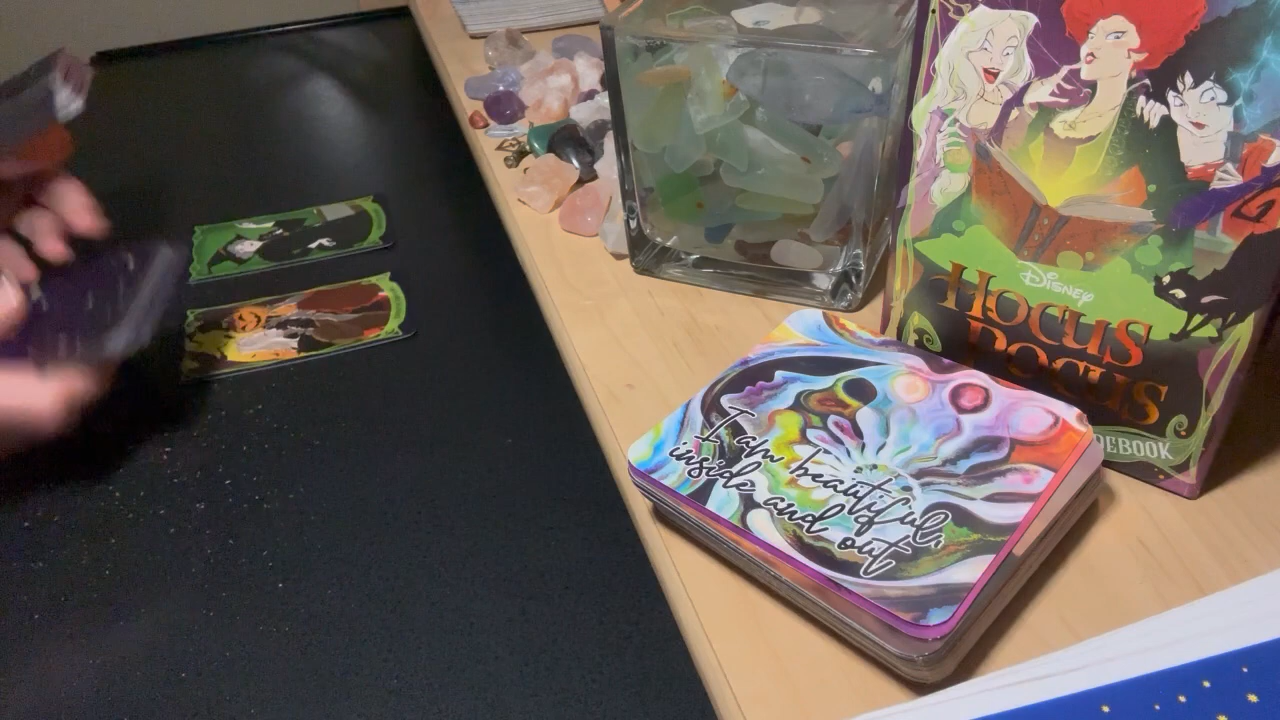 DISNEY
HOCUS
POCUS
DEBOOK
I am beautiful,
inside and out